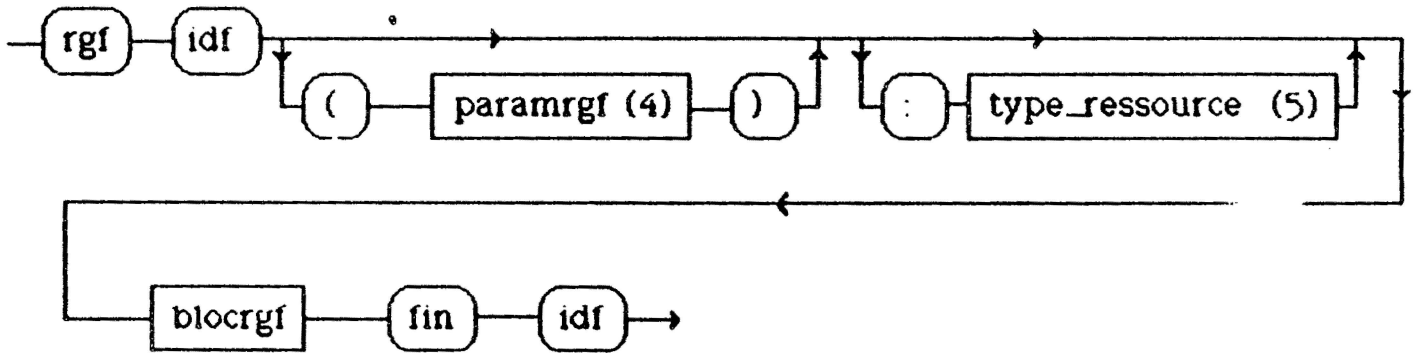 rgf idf
( paramrgf (4) ) : type_ressource (5)
blocrgf fin idf